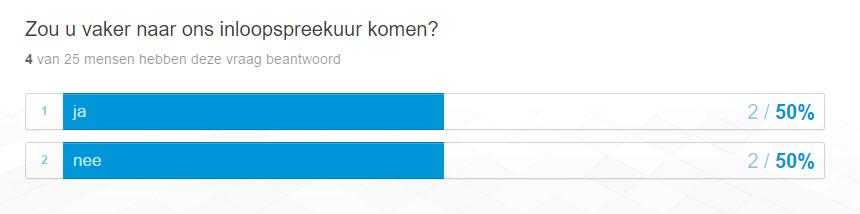 Zou u vaker naar ons inloopspreekuur komen?
4 van 25 mensen hebben deze vraag beantwoord
1 ja 2 / 50%
2 nee 2 / 50%